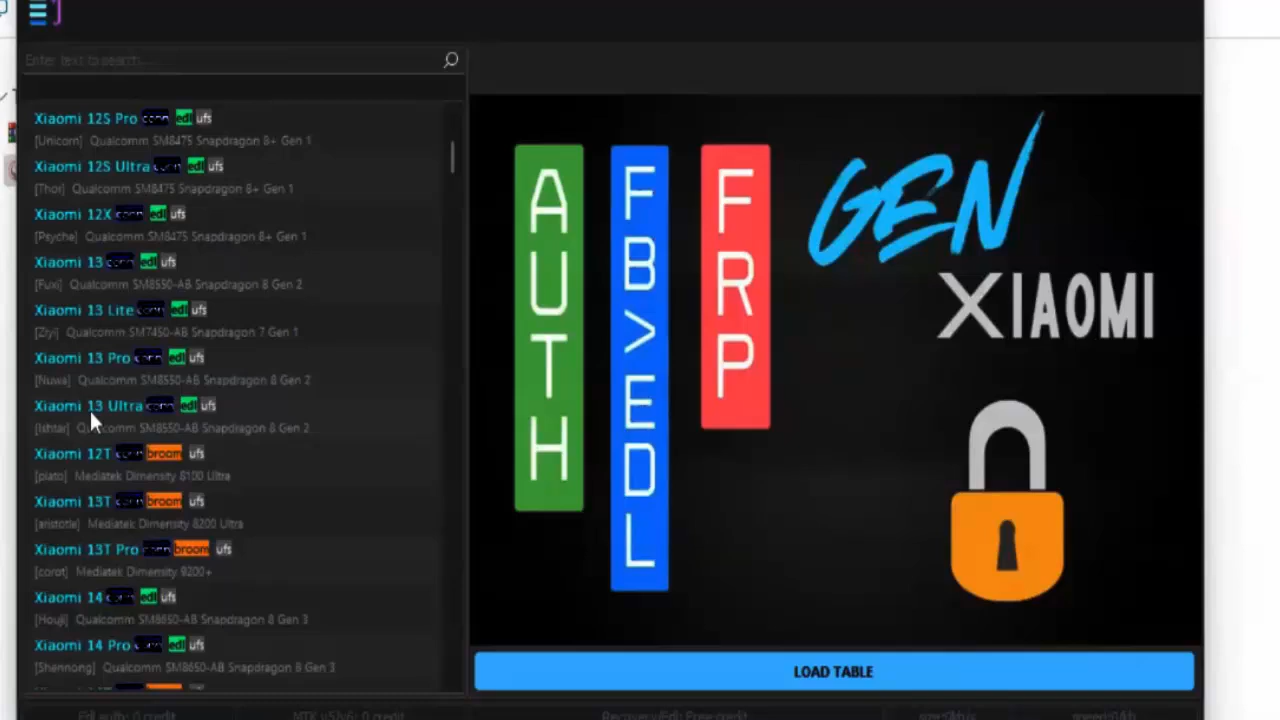 Enter text to search...
Xiaomi 12S Pro conn edl ufs
[Unicorn] Qualcomm SM8475 Snapdragon 8+ Gen 1
Xiaomi 12S Ultra conn edl ufs
[Thor] Qualcomm SM8475 Snapdragon 8+ Gen 1
Xiaomi 12X conn edl ufs
[Psyche] Qualcomm SM8475 Snapdragon 8+ Gen 1
Xiaomi 13 conn edl ufs
[Fuxi] Qualcomm SM8550-AB Snapdragon 8 Gen 2
Xiaomi 13 Lite conn edl ufs
[Ziyi] Qualcomm SM7450-AB Snapdragon 7 Gen 1
Xiaomi 13 Pro conn edl ufs
[Nuwa] Qualcomm SM8550-AB Snapdragon 8 Gen 2
Xiaomi 13 Ultra conn edl ufs
[Ishtar] Qualcomm SM8550-AB Snapdragon 8 Gen 2
Xiaomi 12T conn broom ufs
[plato] Mediatek Dimensity 8100 Ultra
Xiaomi 13T conn broom ufs
[aristotle] Mediatek Dimensity 8200 Ultra
Xiaomi 13T Pro conn broom ufs
[corot] Mediatek Dimensity 9200+
Xiaomi 14 conn edl ufs
[Houji] Qualcomm SM8650-AB Snapdragon 8 Gen 3
Xiaomi 14 Pro conn edl ufs
[Shennong] Qualcomm SM8650-AB Snapdragon 8 Gen 3
AUTH
FB>EDL
FRP
GEN
XIAOMI
LOAD TABLE